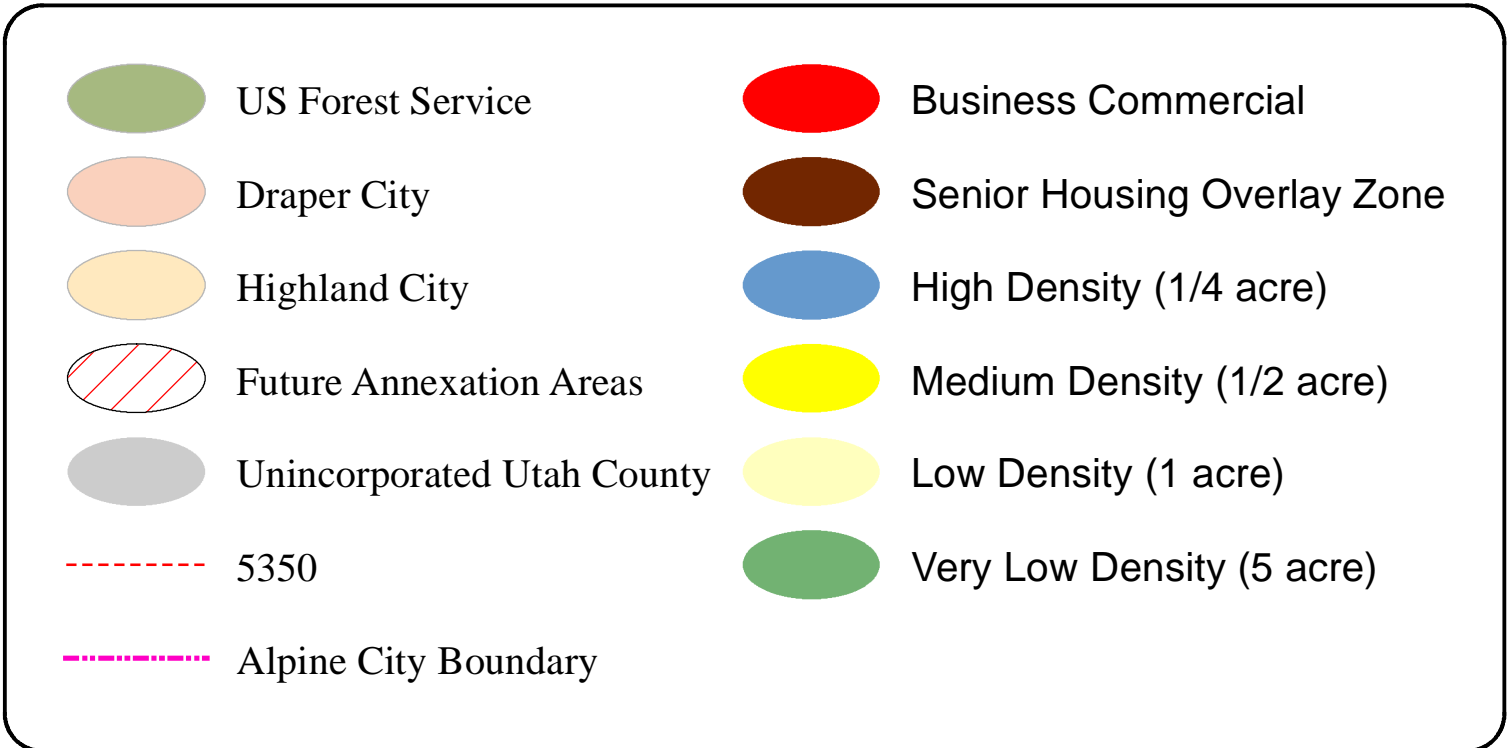 US Forest Service
Draper City
Highland City
Future Annexation Areas
Unincorporated Utah County
5350
Alpine City Boundary
Business Commercial
Senior Housing Overlay Zone
High Density (1/4 acre)
Medium Density (1/2 acre)
Low Density (1 acre)
Very Low Density (5 acre)